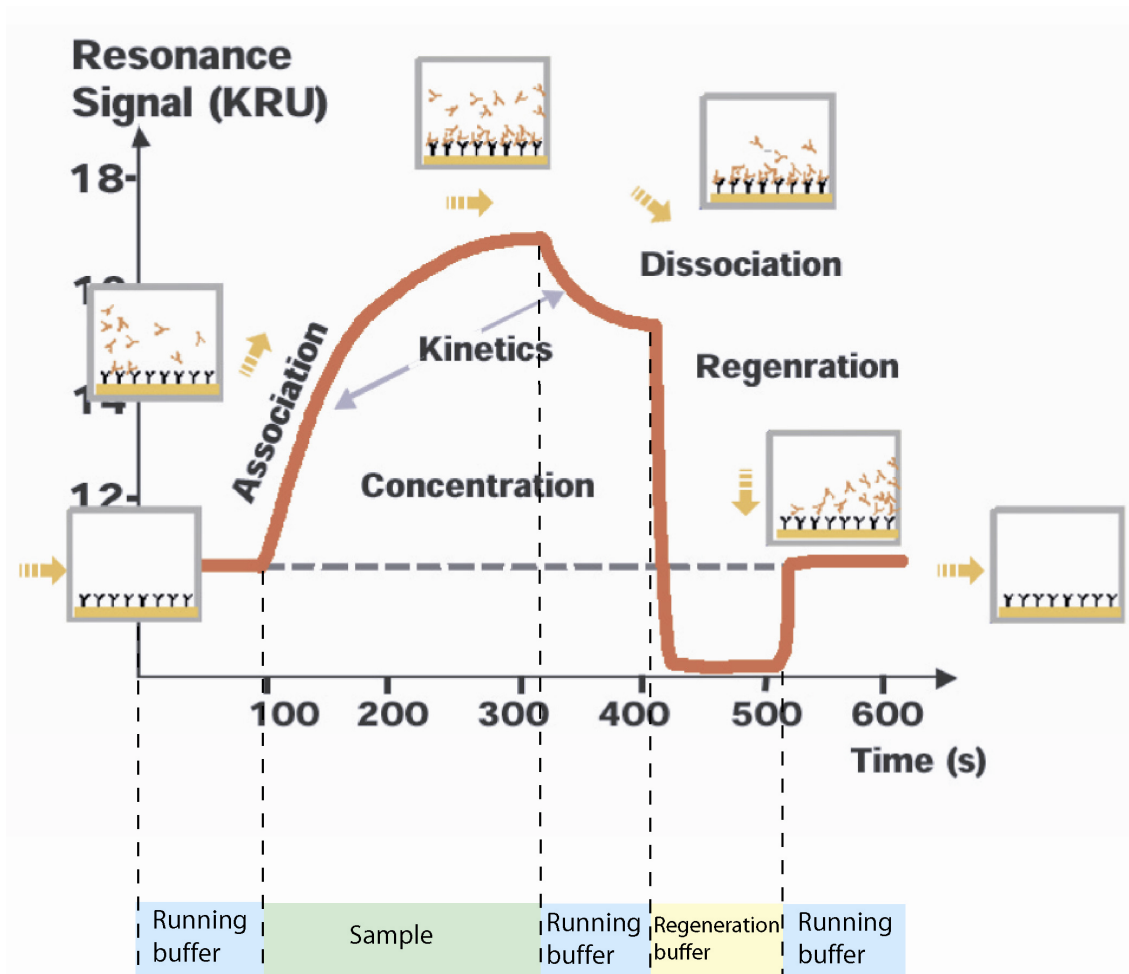 Resonance
Signal (KRU)
18
14
12
Association
Kinetics
Dissociation
Regenration
Concentration
100 200 300 400 500 600
Time (s)
Running
buffer
Sample
Running
buffer
Regeneration
buffer
Running
buffer